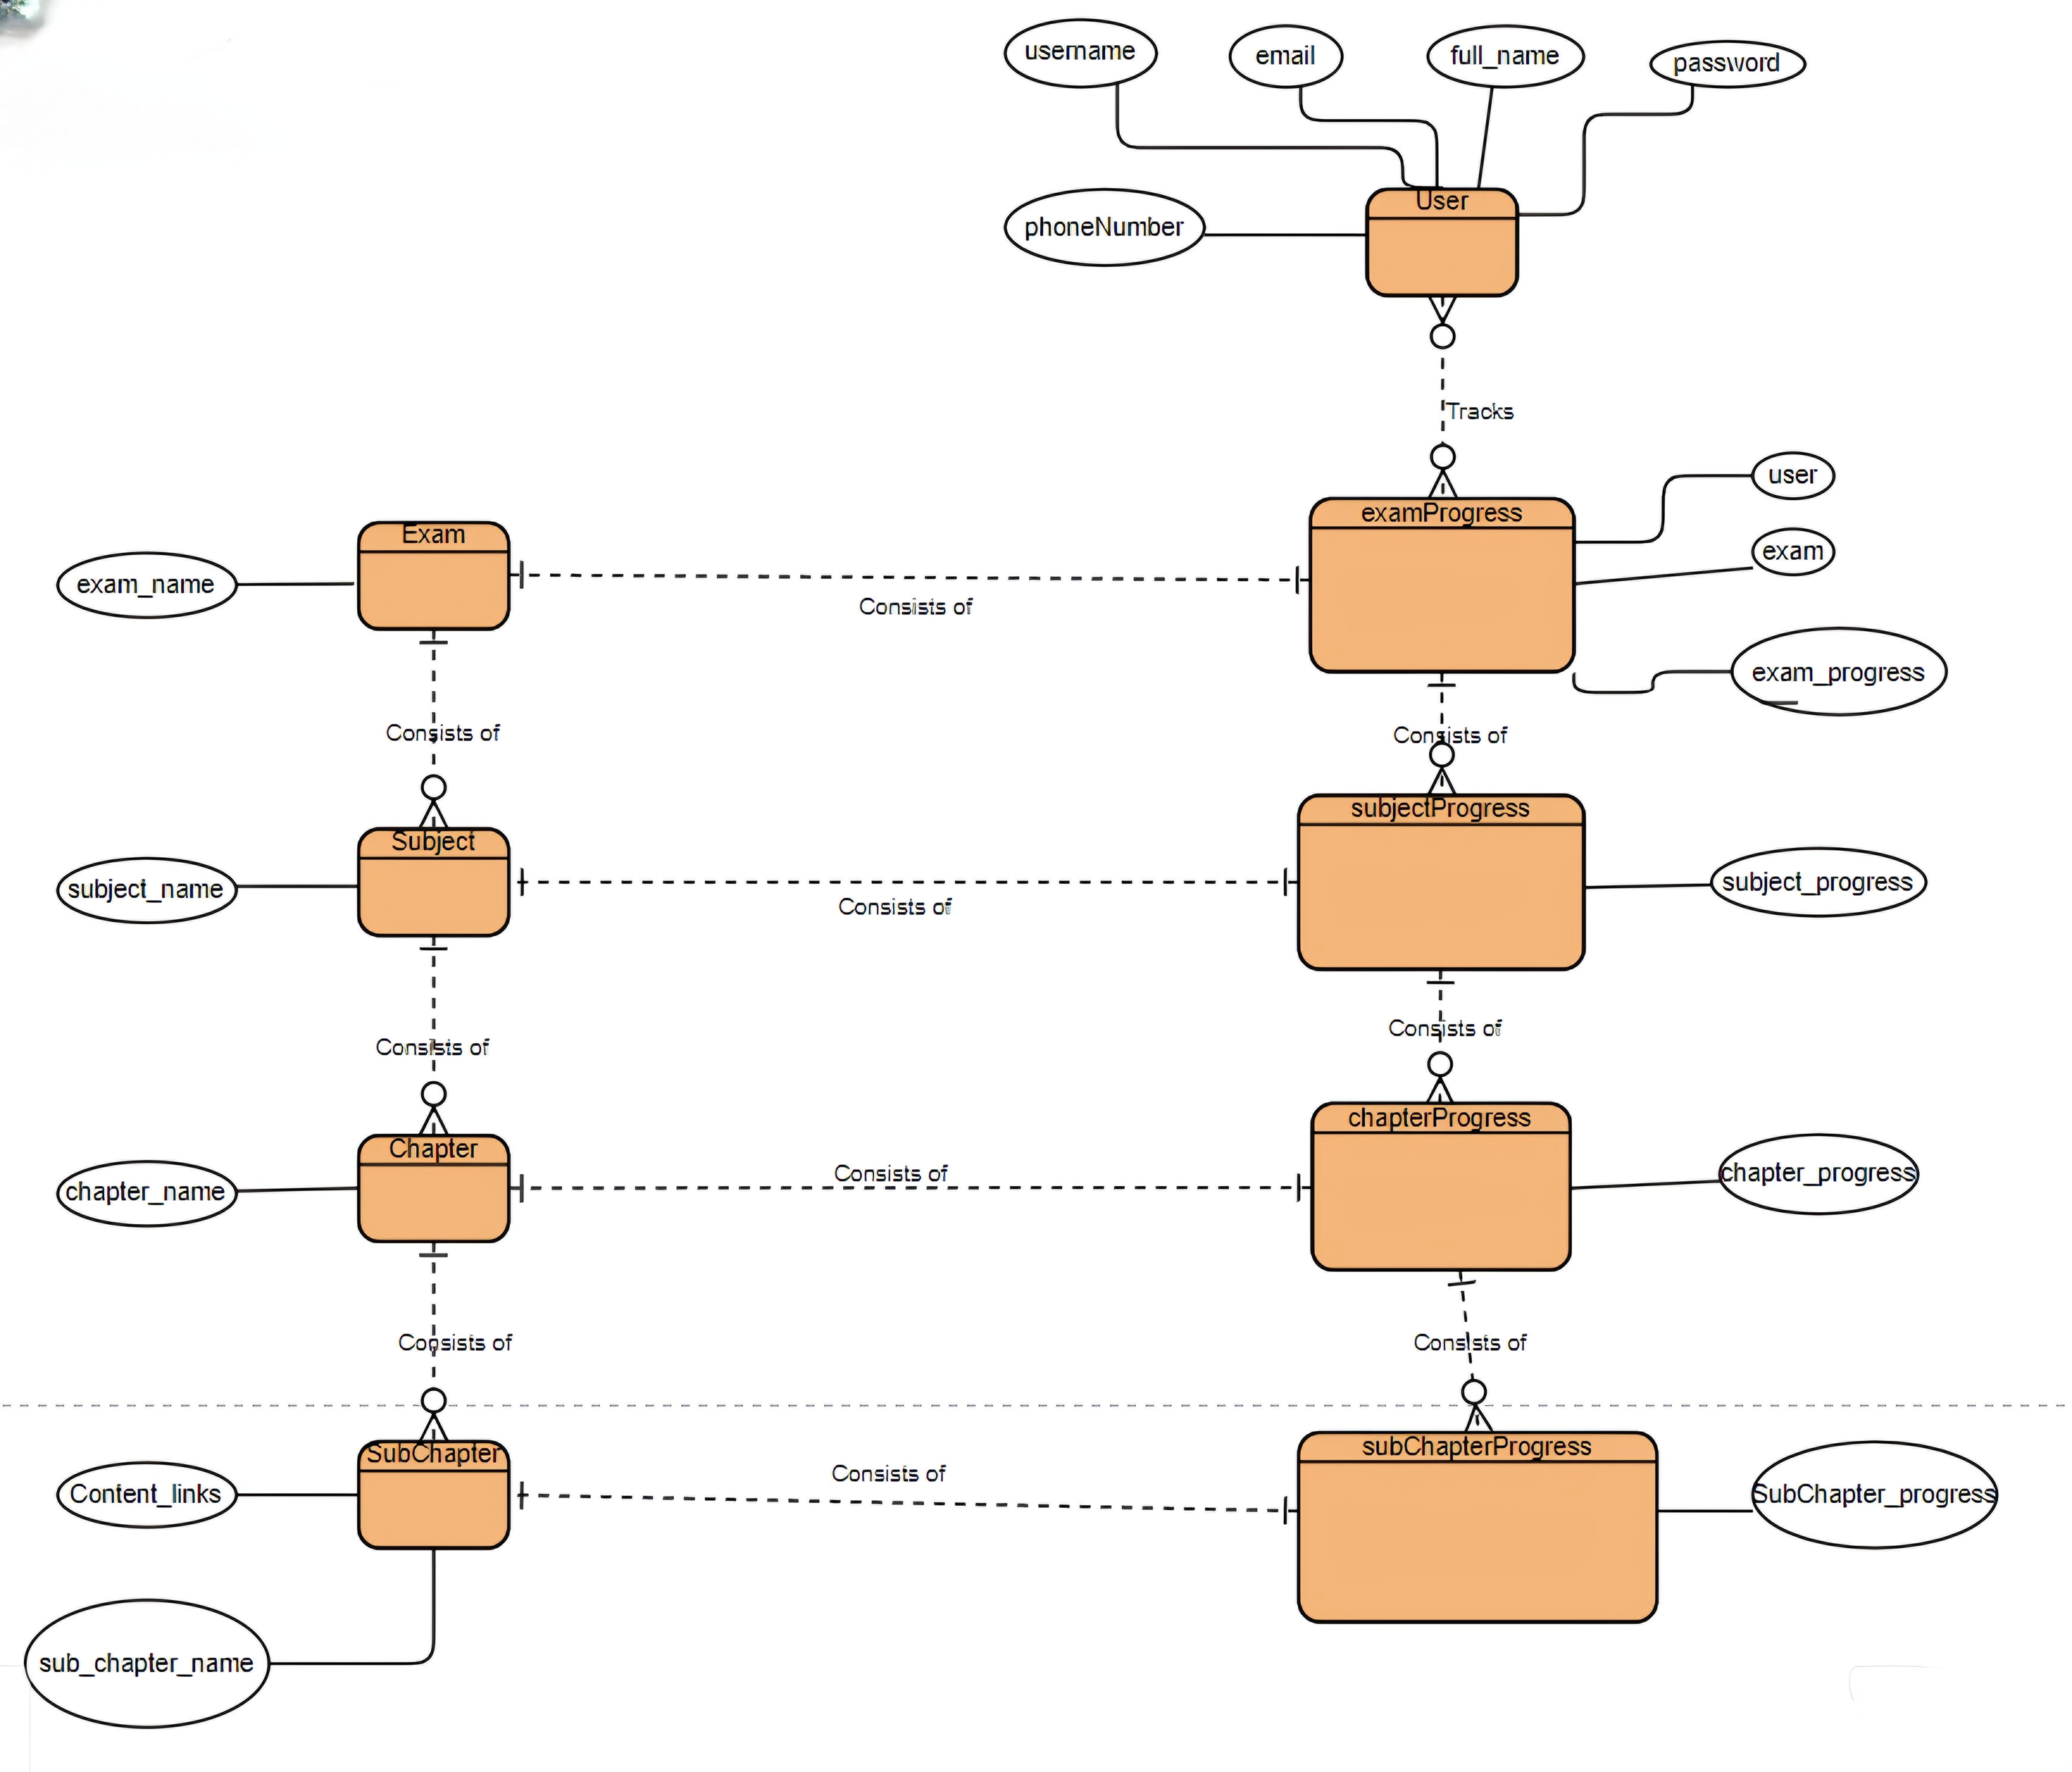 username
email
full_name
password
User
phoneNumber
Tracks
user
examProgress
Exam
exam
exam_name
Consists of
exam_progress
Consists of
Consists of
subjectProgress
Subject
subject_name
subject_progress
Consists of
Consists of
Consists of
chapterProgress
Chapter
Consists of
chapter_progress
chapter_name
Consists of
Consists of
SubChapter
subChapterProgress
Consists of
Content_links
SubChapter_progress
sub_chapter_name